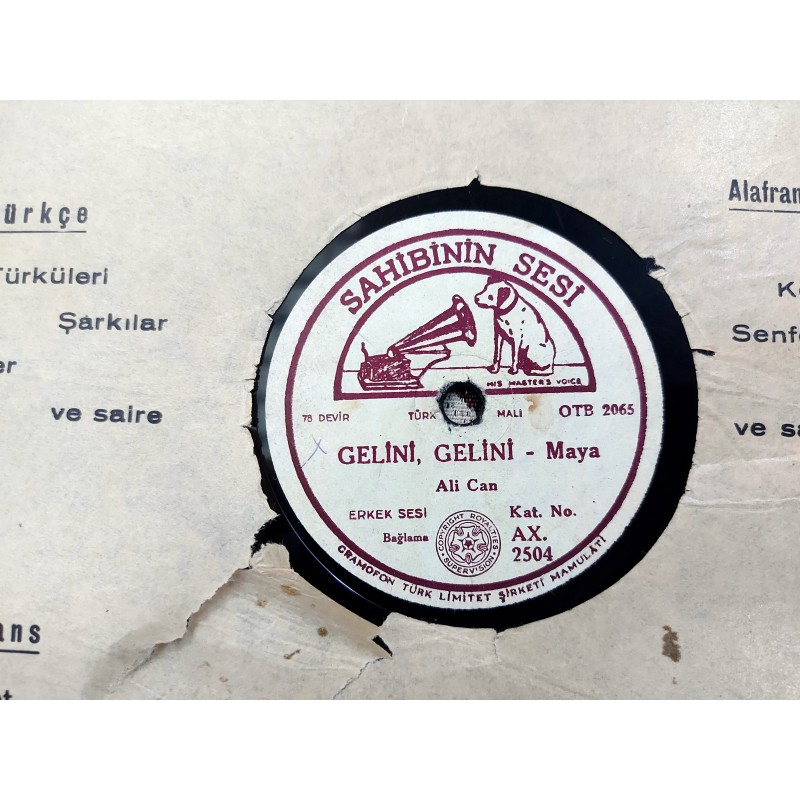 ürkçe
Türküleri
Şarkılar
er
ve saire
ans
Alafran
Ke
Senfo
ve sa
SAHİBİNİN SESİ
HIS MASTER'S VOICE
78 DEVİR TÜRK MALI OTB 2065
GELİNİ, GELİNİ - Maya
Ali Can
ERKEK SESİ Kat. No.
Bağlama AX.
2504
COPYRIGHT ROYALTIES
SUPERVISION
GRAMOFON TÜRK LİMİTET ŞİRKETİ MAMULÂTI